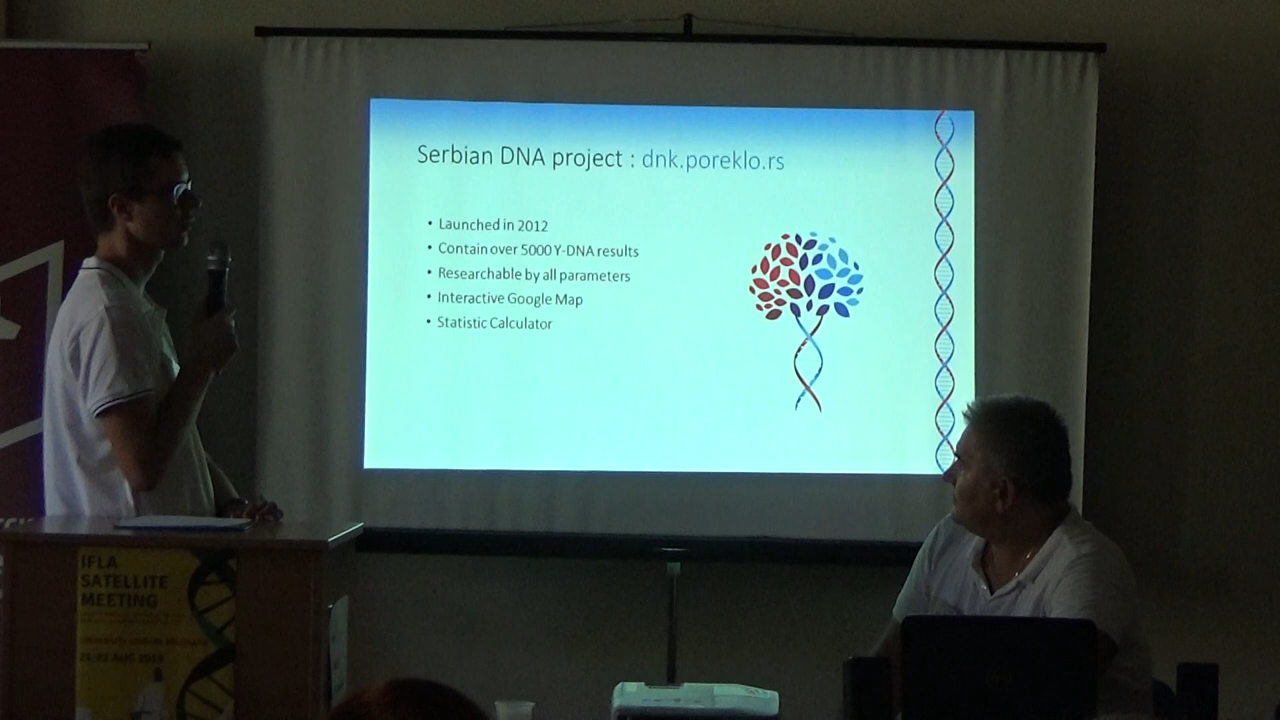 Serbian DNA project : dnk.poreklo.rs
• Launched in 2012
• Contain over 5000 Y-DNA results
• Researchable by all parameters
• Interactive Google Map
• Statistic Calculator
IFLA
SATELLITE
MEETING